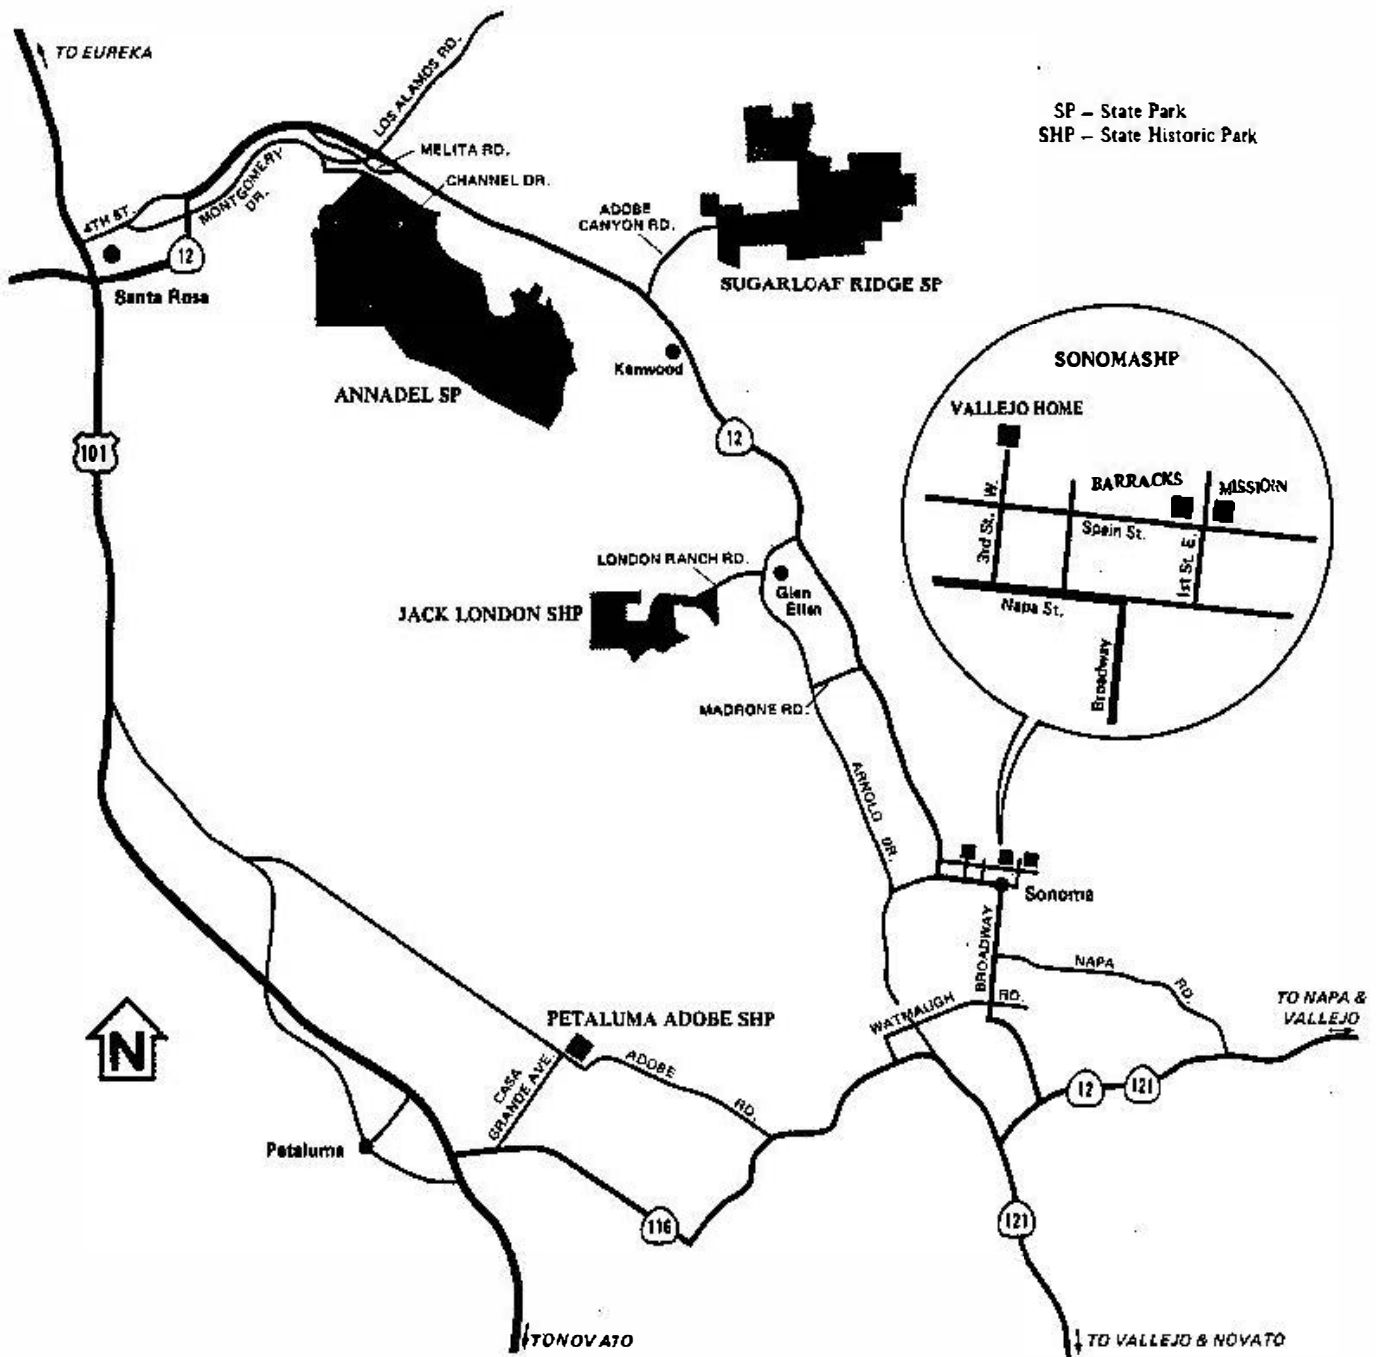 TO EUREKA
LOS ALAMOS RD.
MELITA RD.
CHANNEL DR.
MONTGOMERY
DR.
4TH ST.
12
Santa Rosa
ADOBE
CANYON RD.
SP – State Park
SHP – State Historic Park
SUGARLOAF RIDGE SP
ANNADEL SP
Kenwood
101
12
SONOMASHP
VALLEJO HOME
BARRACKS
MISSION
3rd St. W.
Spain St.
1st St. E.
Napa St.
Broadway
LONDON RANCH RD.
Glen
Ellen
JACK LONDON SHP
MADRONE RD.
ARNOLD DR.
Sonoma
BROADWAY
NAPA RD.
WATMAUGH RD.
TO NAPA &
VALLEJO
N
PETALUMA ADOBE SHP
CASA
GRANDE AVE.
ADOBE RD.
12
121
Petaluma
116
121
TONOVATO
TO VALLEJO & NOVATO